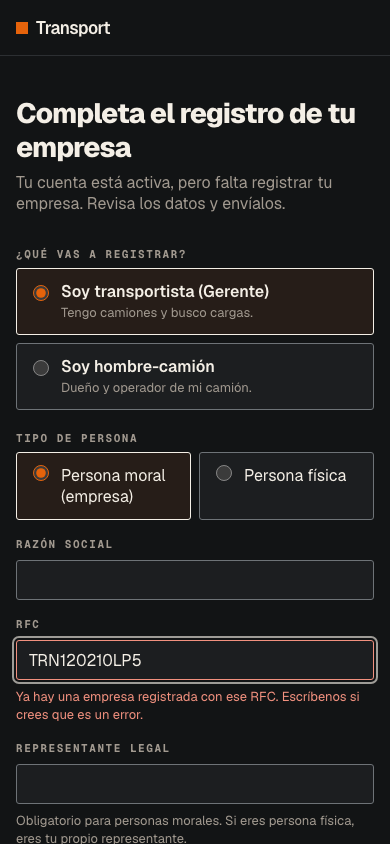 Transport
Completa el registro de tu
empresa
Tu cuenta está activa, pero falta registrar tu
empresa. Revisa los datos y envíalos.
¿QUÉ VAS A REGISTRAR?
Soy transportista (Gerente)
Tengo camiones y busco cargas.
Soy hombre-camión
Dueño y operador de mi camión.
TIPO DE PERSONA
Persona moral
(empresa)
Persona física
RAZÓN SOCIAL
RFC
TRN120210LP5
Ya hay una empresa registrada con ese RFC. Escríbenos si
crees que es un error.
REPRESENTANTE LEGAL
Obligatorio para personas morales. Si eres persona física,
eres tu propio representante.